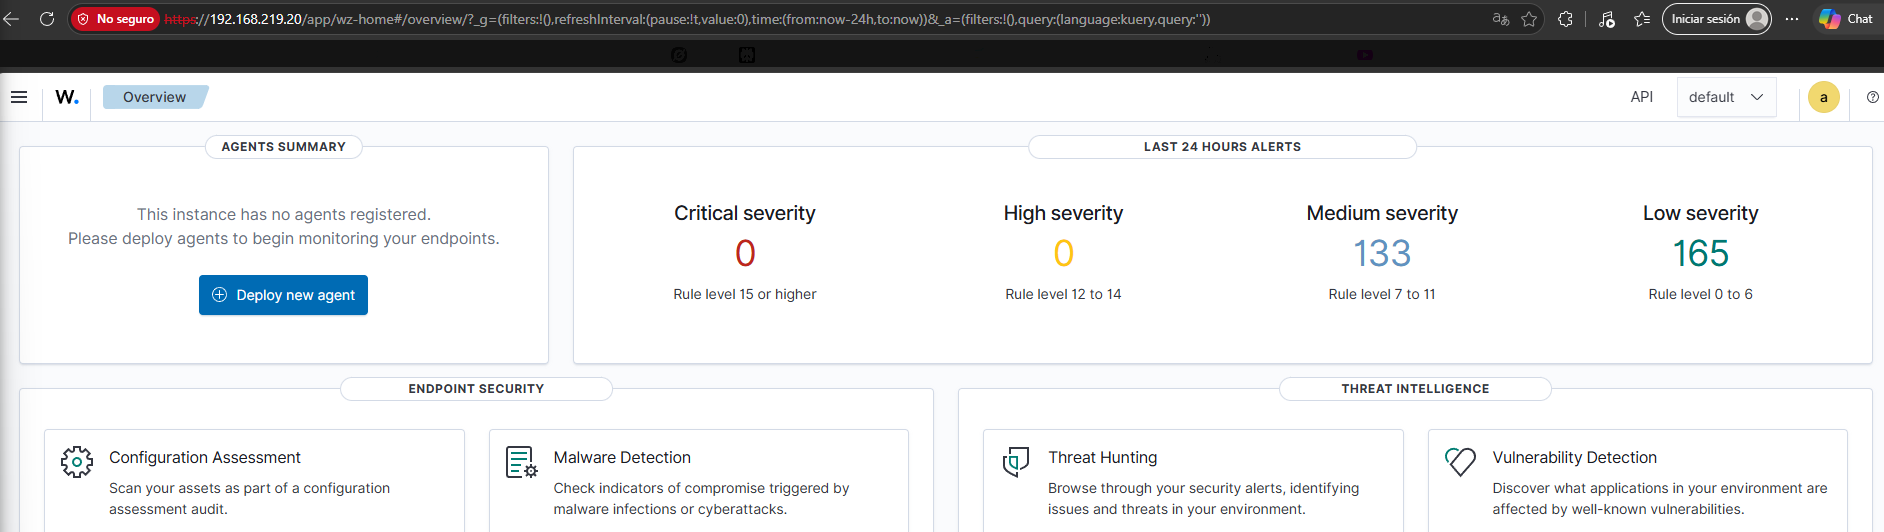 No seguro
https://192.168.219.20/app/wz-home#/overview/?_g=(filters:!(),refreshInterval:(pause:!t,value:0),time:(from:now-24h,to:now))&_a=(filters:!(),query:(language:kuery,query:''))
Iniciar sesión
Chat
W.
Overview
API
default
a
AGENTS SUMMARY
This instance has no agents registered.
Please deploy agents to begin monitoring your endpoints.
Deploy new agent
LAST 24 HOURS ALERTS
Critical severity
0
Rule level 15 or higher
High severity
0
Rule level 12 to 14
Medium severity
133
Rule level 7 to 11
Low severity
165
Rule level 0 to 6
ENDPOINT SECURITY
Configuration Assessment
Scan your assets as part of a configuration
assessment audit.
Malware Detection
Check indicators of compromise triggered by
malware infections or cyberattacks.
THREAT INTELLIGENCE
Threat Hunting
Browse through your security alerts, identifying
issues and threats in your environment.
Vulnerability Detection
Discover what applications in your environment are
affected by well-known vulnerabilities.